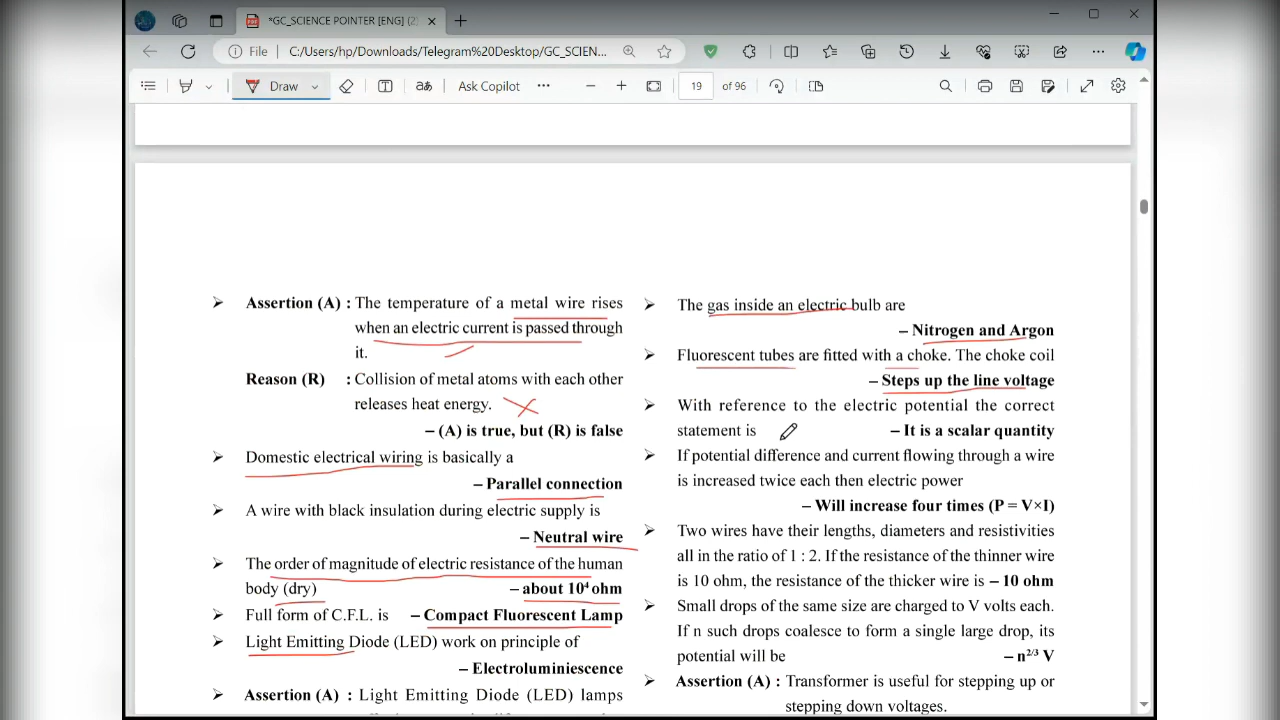 *GC_SCIENCE POINTER [ENG] (2)
File C:/Users/hp/Downloads/Telegram%20Desktop/GC_SCIEN...
Draw aあ Ask Copilot 19 of 96
Assertion (A) : The temperature of a metal wire rises
when an electric current is passed through
it.
Reason (R) : Collision of metal atoms with each other
releases heat energy.
– (A) is true, but (R) is false
➢ Domestic electrical wiring is basically a
– Parallel connection
➢ A wire with black insulation during electric supply is
– Neutral wire
➢ The order of magnitude of electric resistance of the human
body (dry) – about 10⁴ ohm
➢ Full form of C.F.L. is – Compact Fluorescent Lamp
➢ Light Emitting Diode (LED) work on principle of
– Electroluminiescence
➢ Assertion (A) : Light Emitting Diode (LED) lamps
➢ The gas inside an electric bulb are
– Nitrogen and Argon
➢ Fluorescent tubes are fitted with a choke. The choke coil
– Steps up the line voltage
➢ With reference to the electric potential the correct
statement is – It is a scalar quantity
➢ If potential difference and current flowing through a wire
is increased twice each then electric power
– Will increase four times (P = V×I)
➢ Two wires have their lengths, diameters and resistivities
all in the ratio of 1 : 2. If the resistance of the thinner wire
is 10 ohm, the resistance of the thicker wire is – 10 ohm
➢ Small drops of the same size are charged to V volts each.
If n such drops coalesce to form a single large drop, its
potential will be – n²/³ V
➢ Assertion (A) : Transformer is useful for stepping up or
stepping down voltages.